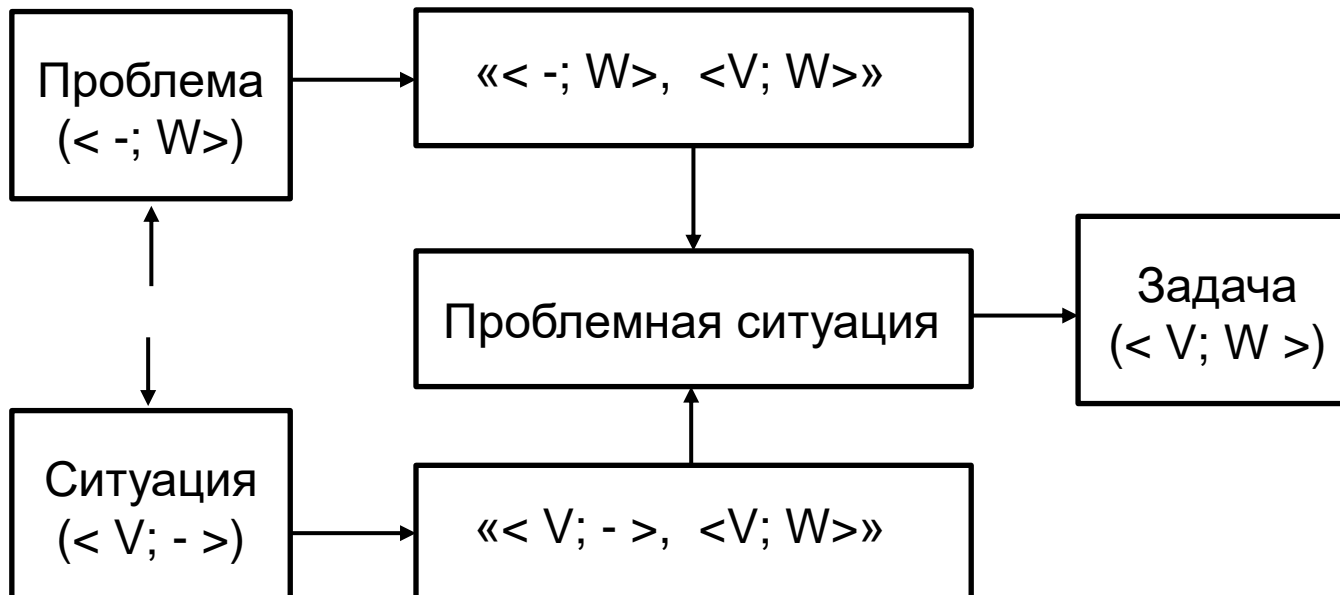 Проблема
(< -; W>)
«< -; W>,  <V; W>»
Проблемная ситуация
Задача
(< V; W >)
Ситуация
(< V; - >)
«< V; - >,  <V; W>»